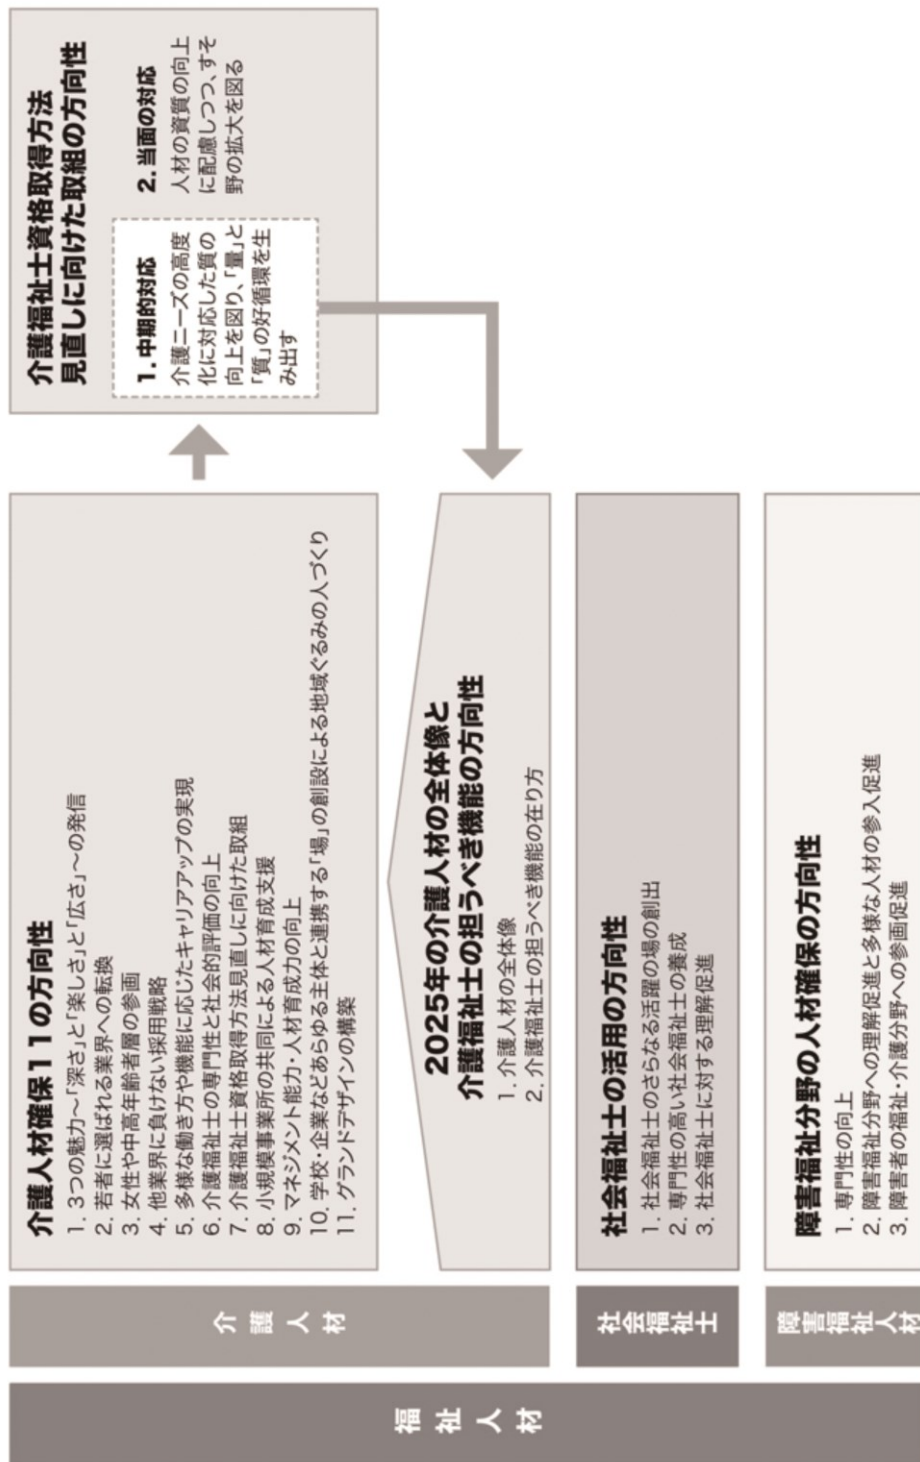 福祉人材
介護人材
介護人材確保11の方向性
1. 3つの魅力～「深さ」と「楽しさ」と「広さ」～の発信
2. 若者に選ばれる業界への転換
3. 女性や中高年齢者層の参画
4. 他業界に負けない採用戦略
5. 多様な働き方や機能に応じたキャリアアップの実現
6. 介護福祉士の専門性と社会的評価の向上
7. 介護福祉士資格取得方法見直しに向けた取組
8. 小規模事業所の共同による人材育成支援
9. マネジメント能力・人材育成力の向上
10. 学校・企業などあらゆる主体と連携する「場」の創設による地域ぐるみの人づくり
11. グランドデザインの構築
介護福祉士資格取得方法
見直しに向けた取組の方向性
1. 中期的対応
介護ニーズの高度
化に対応した質の
向上を図り、「量」と
「質」の好循環を生
み出す
2. 当面の対応
人材の資質の向上
に配慮しつつ、すそ
野の拡大を図る
2025年の介護人材の全体像と
介護福祉士の担うべき機能の方向性
1. 介護人材の全体像
2. 介護福祉士の担うべき機能の在り方
社会福祉士
社会福祉士の活用の方向性
1. 社会福祉士のさらなる活躍の場の創出
2. 専門性の高い社会福祉士の養成
3. 社会福祉士に対する理解促進
障害福祉人材
障害福祉分野の人材確保の方向性
1. 専門性の向上
2. 障害福祉分野への理解促進と多様な人材の参入促進
3. 障害者の福祉・介護分野への参画促進